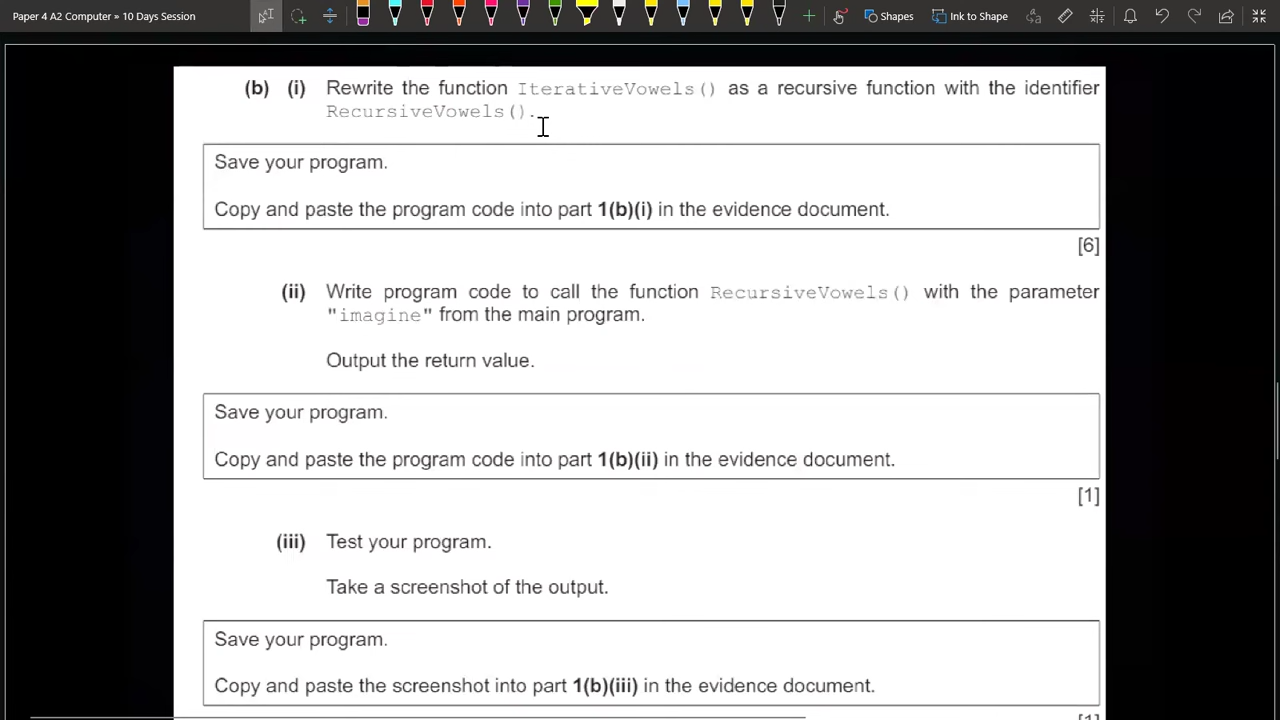 Paper 4 A2 Computer » 10 Days Session
Shapes
Ink to Shape
(b) (i) Rewrite the function IterativeVowels() as a recursive function with the identifier
RecursiveVowels().
Save your program.
Copy and paste the program code into part 1(b)(i) in the evidence document.
[6]
(ii) Write program code to call the function RecursiveVowels() with the parameter
"imagine" from the main program.
Output the return value.
Save your program.
Copy and paste the program code into part 1(b)(ii) in the evidence document.
[1]
(iii) Test your program.
Take a screenshot of the output.
Save your program.
Copy and paste the screenshot into part 1(b)(iii) in the evidence document.
[1]